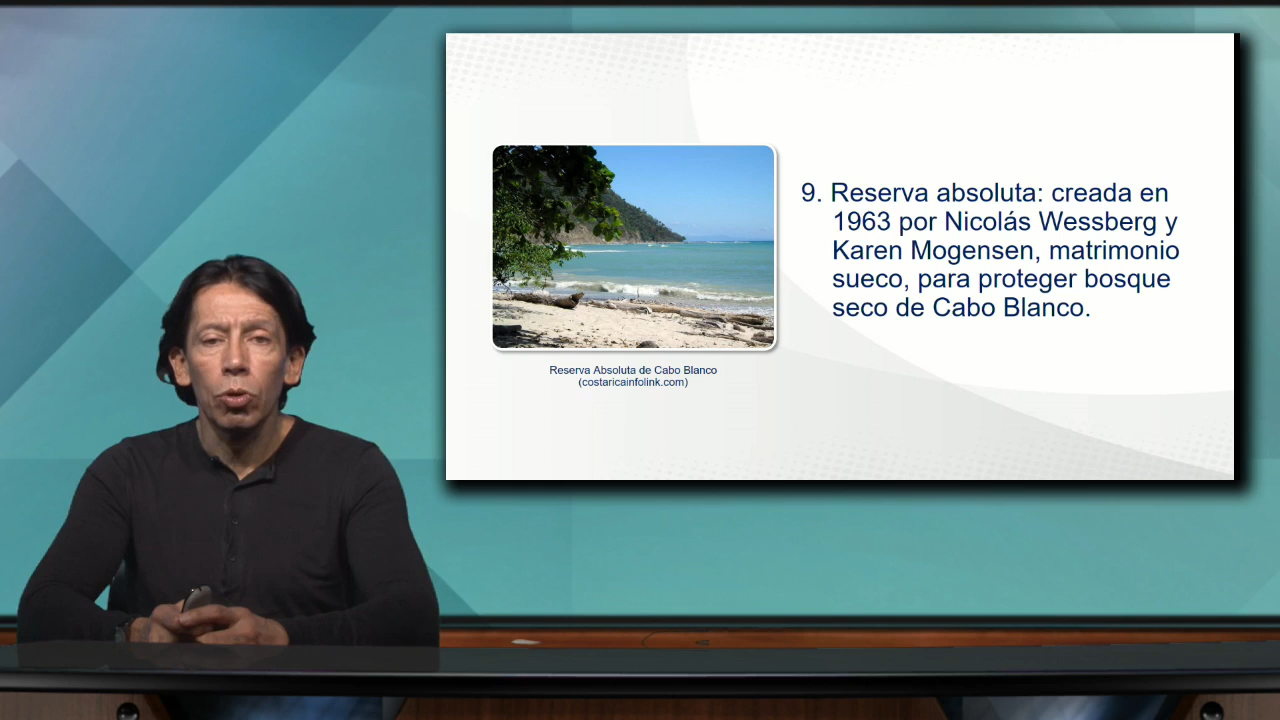 9. Reserva absoluta: creada en
1963 por Nicolás Wessberg y
Karen Mogensen, matrimonio
sueco, para proteger bosque
seco de Cabo Blanco.
Reserva Absoluta de Cabo Blanco
(costaricainfolink.com)